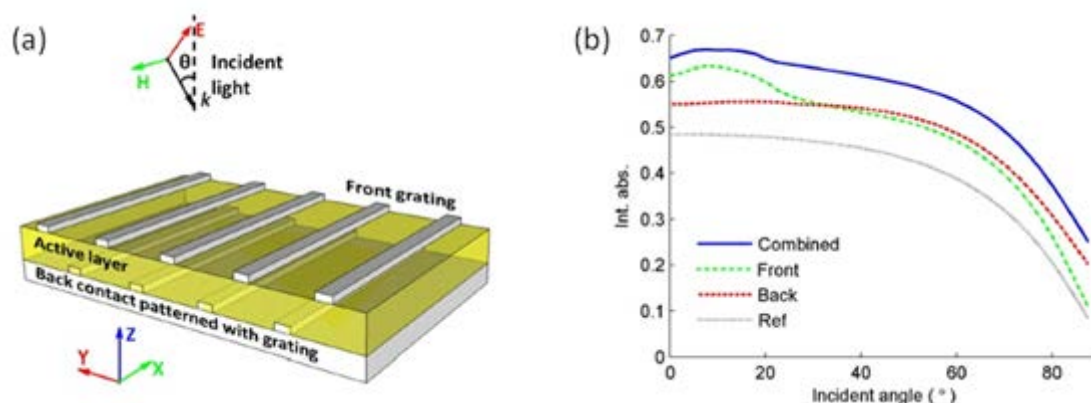 (a)
E
θ
Incident
light
H
k
Front grating
Active layer
Back contact patterned with grating
Z
Y
X
(b)
0.7
0.6
0.5
0.4
0.3
0.2
0.1
0
Int. abs.
Combined
Front
Back
Ref
0 20 40 60 80
Incident angle (°)